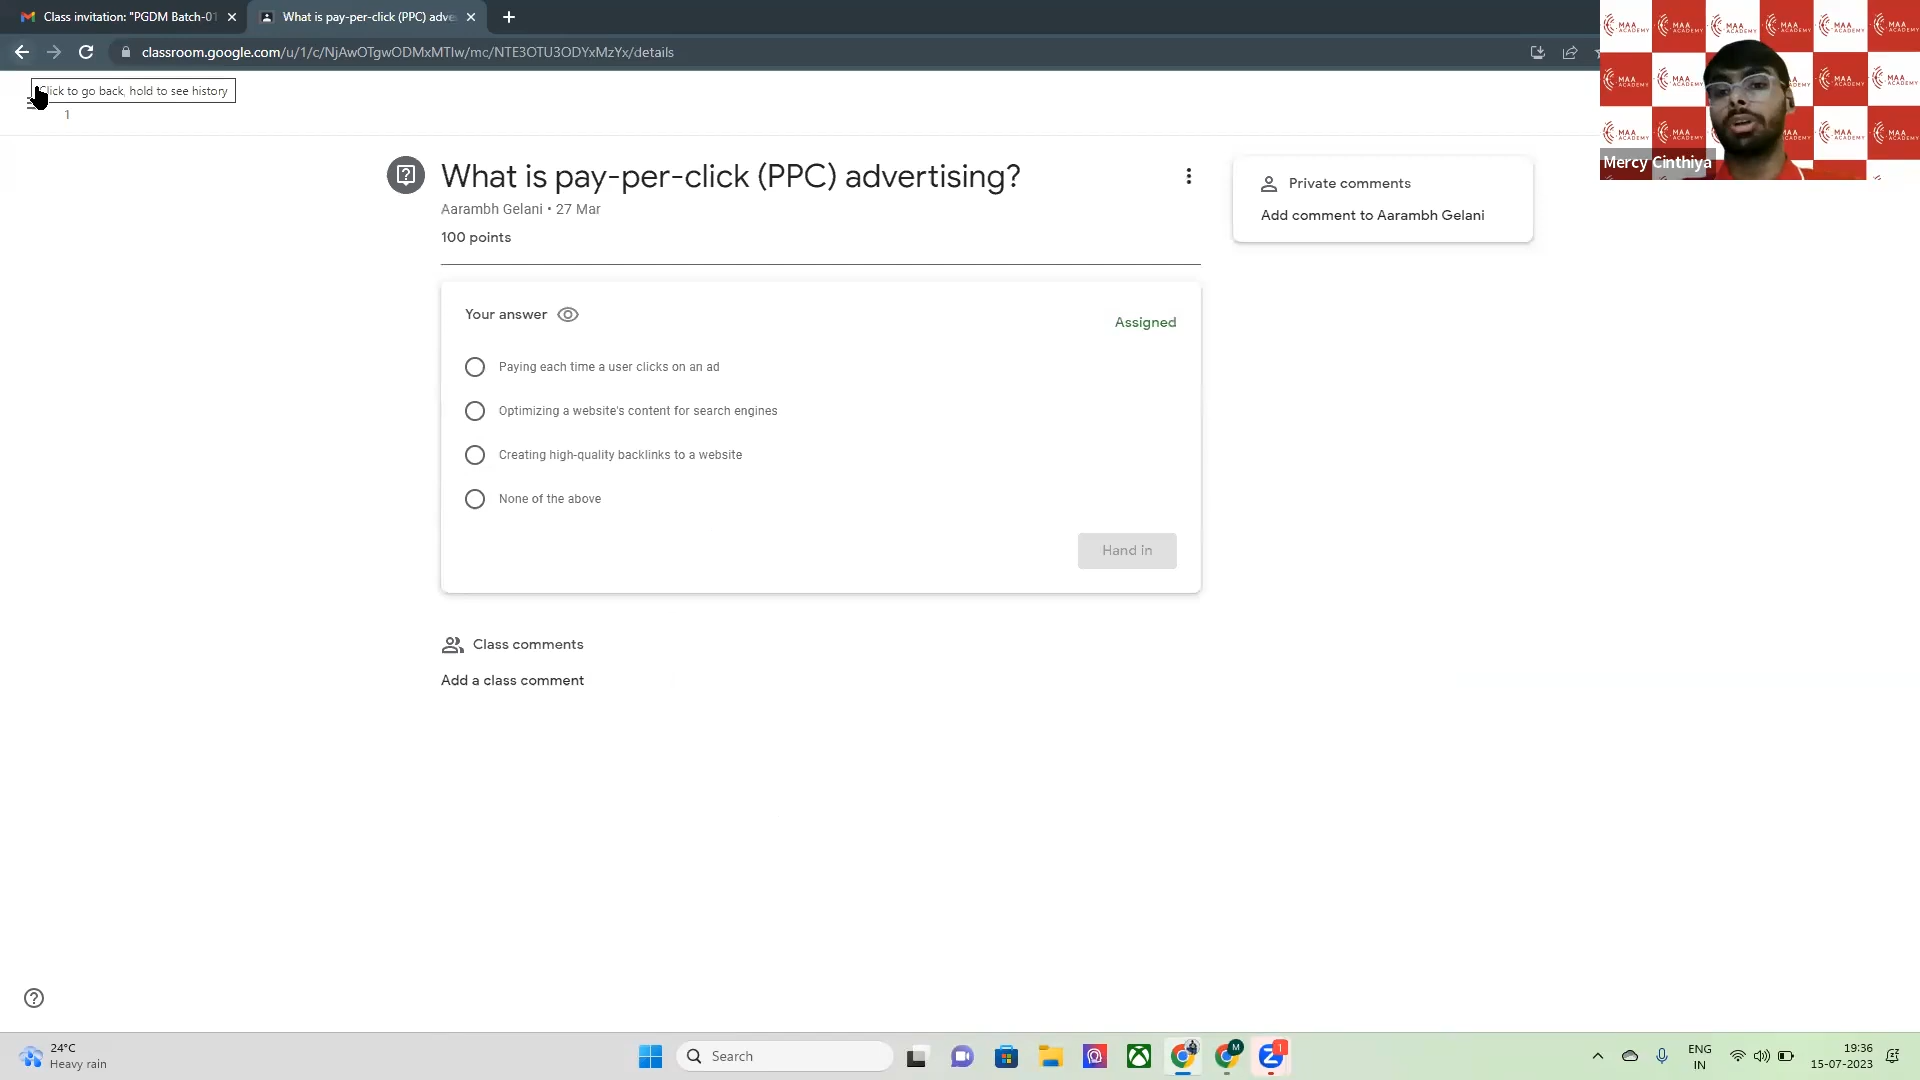 Class invitation: "PGDM Batch-01
What is pay-per-click (PPC) adve
classroom.google.com/u/1/c/NjAwOTgwODMxMTIw/mc/NTE3OTU3ODYxMzYx/details
Click to go back, hold to see history
1
What is pay-per-click (PPC) advertising?
Aarambh Gelani • 27 Mar
100 points
Private comments
Add comment to Aarambh Gelani
Your answer
Assigned
Paying each time a user clicks on an ad
Optimizing a website's content for search engines
Creating high-quality backlinks to a website
None of the above
Hand in
Class comments
Add a class comment
MAA ACADEMY
Mercy Cinthiya
24°C
Heavy rain
Search
M
1
ENG
IN
19:36
15-07-2023